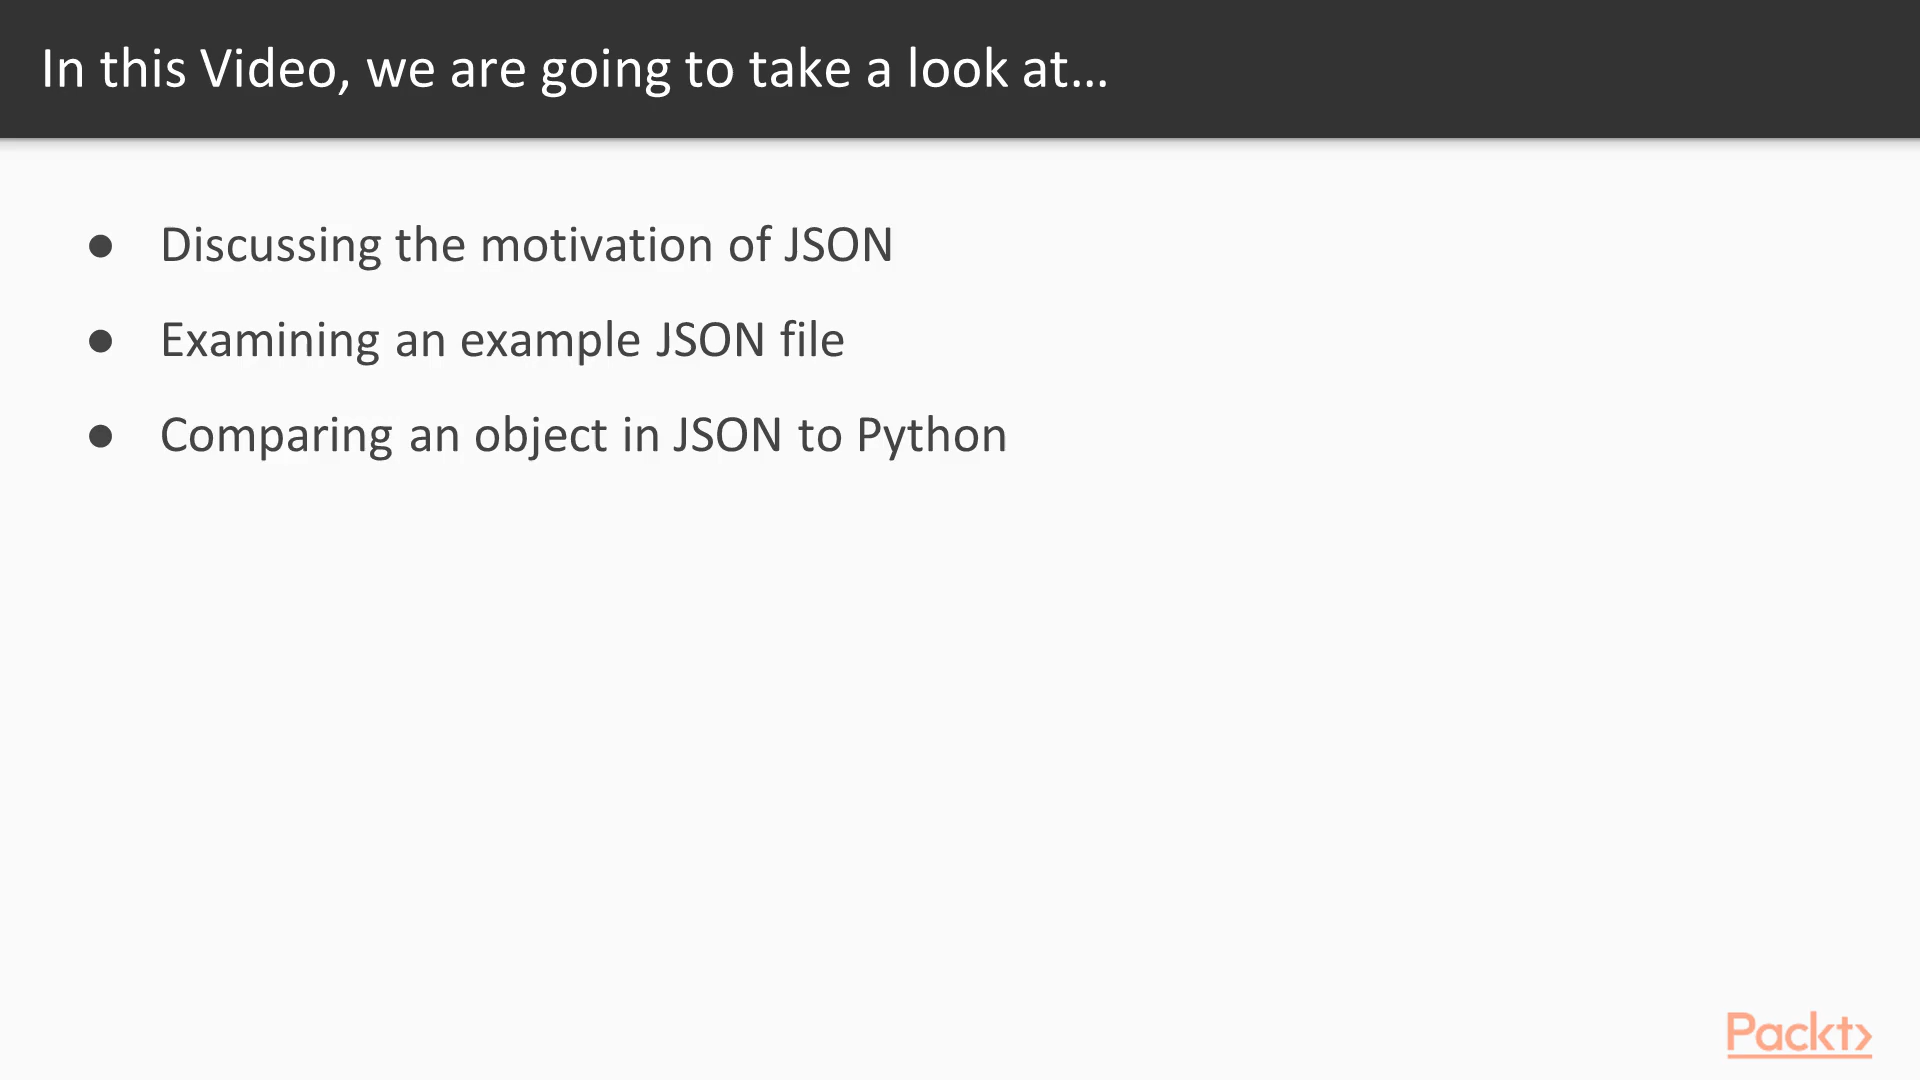 In this Video, we are going to take a look at...
● Discussing the motivation of JSON
● Examining an example JSON file
● Comparing an object in JSON to Python
Packt>